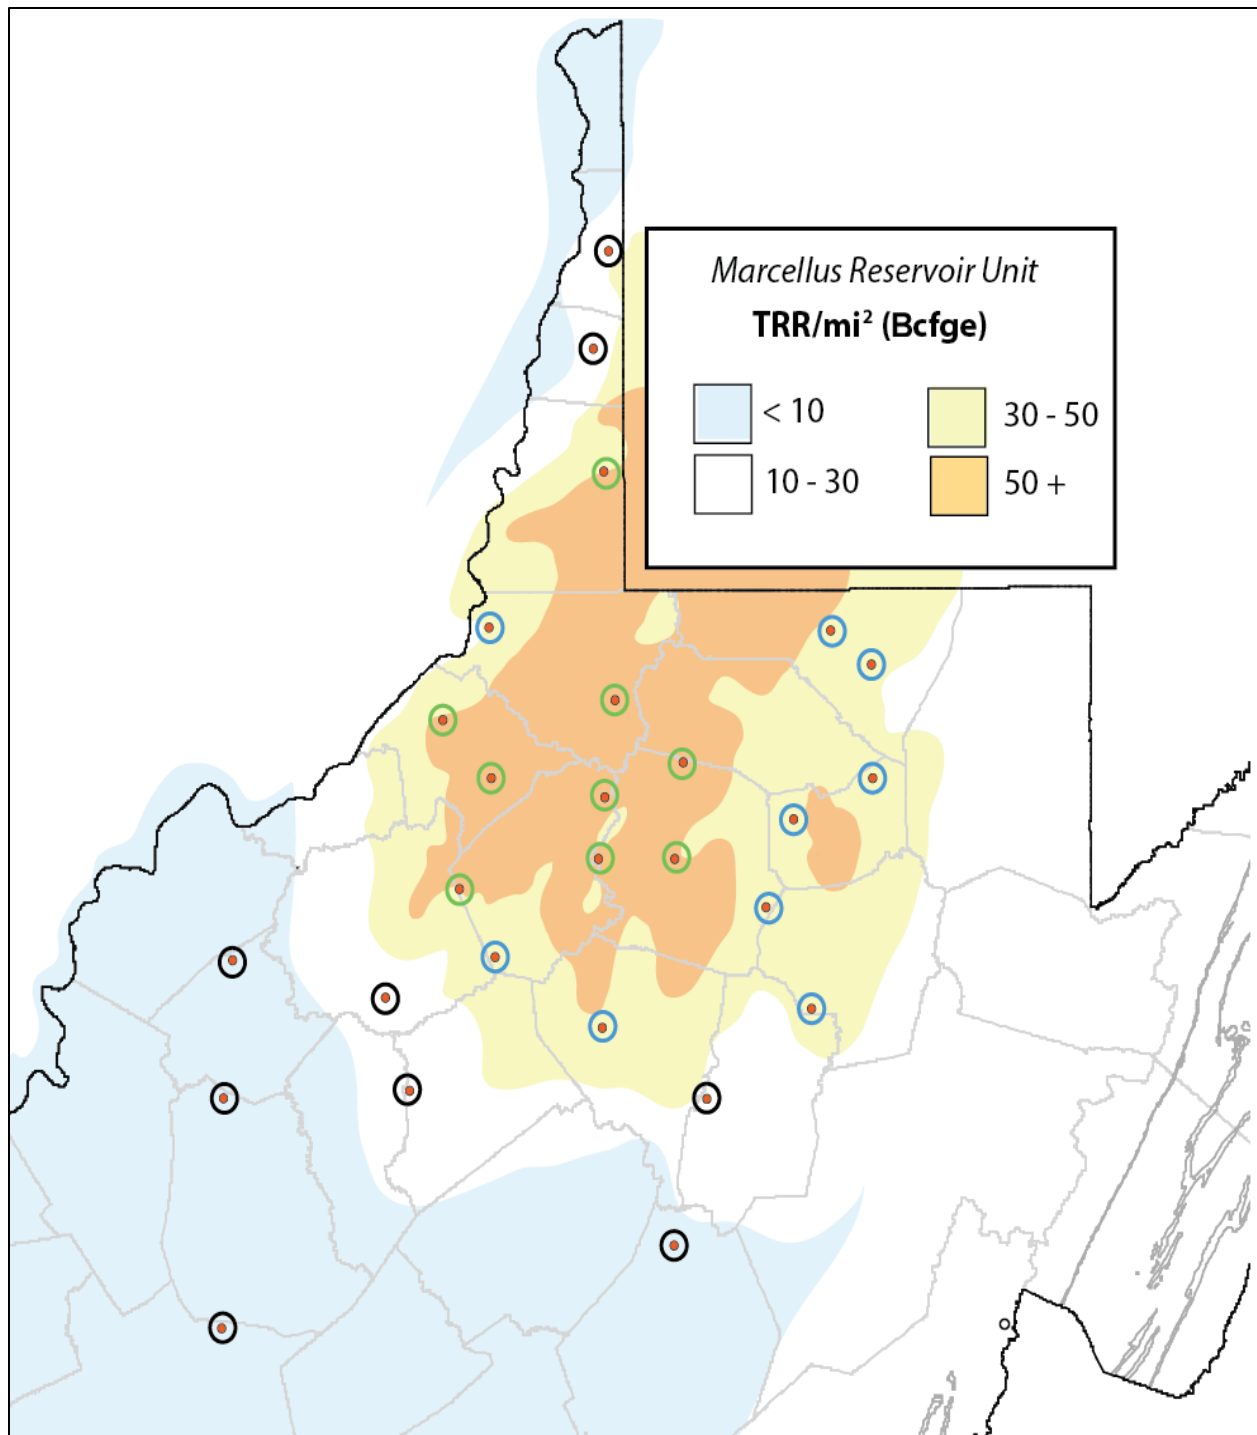 Marcellus Reservoir Unit
TRR/mi² (Bcfge)
< 10
30 - 50
10 - 30
50 +